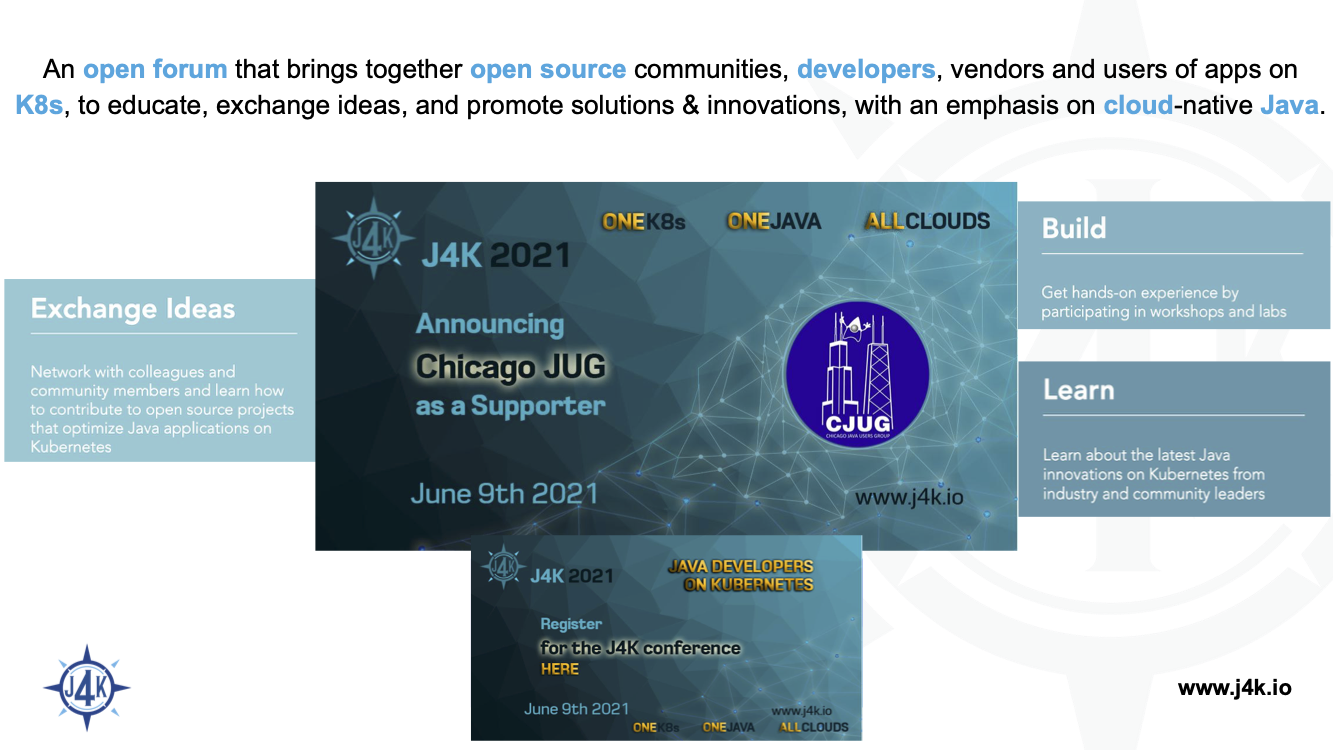 An open forum that brings together open source communities, developers, vendors and users of apps on
K8s, to educate, exchange ideas, and promote solutions & innovations, with an emphasis on cloud-native Java.
Exchange Ideas
Network with colleagues and
community members and learn how
to contribute to open source projects
that optimize Java applications on
Kubernetes
J4K
J4K 2021
ONEK8s ONEJAVA ALLCLOUDS
Announcing
Chicago JUG
as a Supporter
CJUG
CHICAGO JAVA USERS GROUP
June 9th 2021
www.j4k.io
Build
Get hands-on experience by
participating in workshops and labs
Learn
Learn about the latest Java
innovations on Kubernetes from
industry and community leaders
J4K
J4K 2021
JAVA DEVELOPERS
ON KUBERNETES
Register
for the J4K conference
HERE
June 9th 2021
www.j4k.io
ONEK8s ONEJAVA ALLCLOUDS
J4K
www.j4k.io